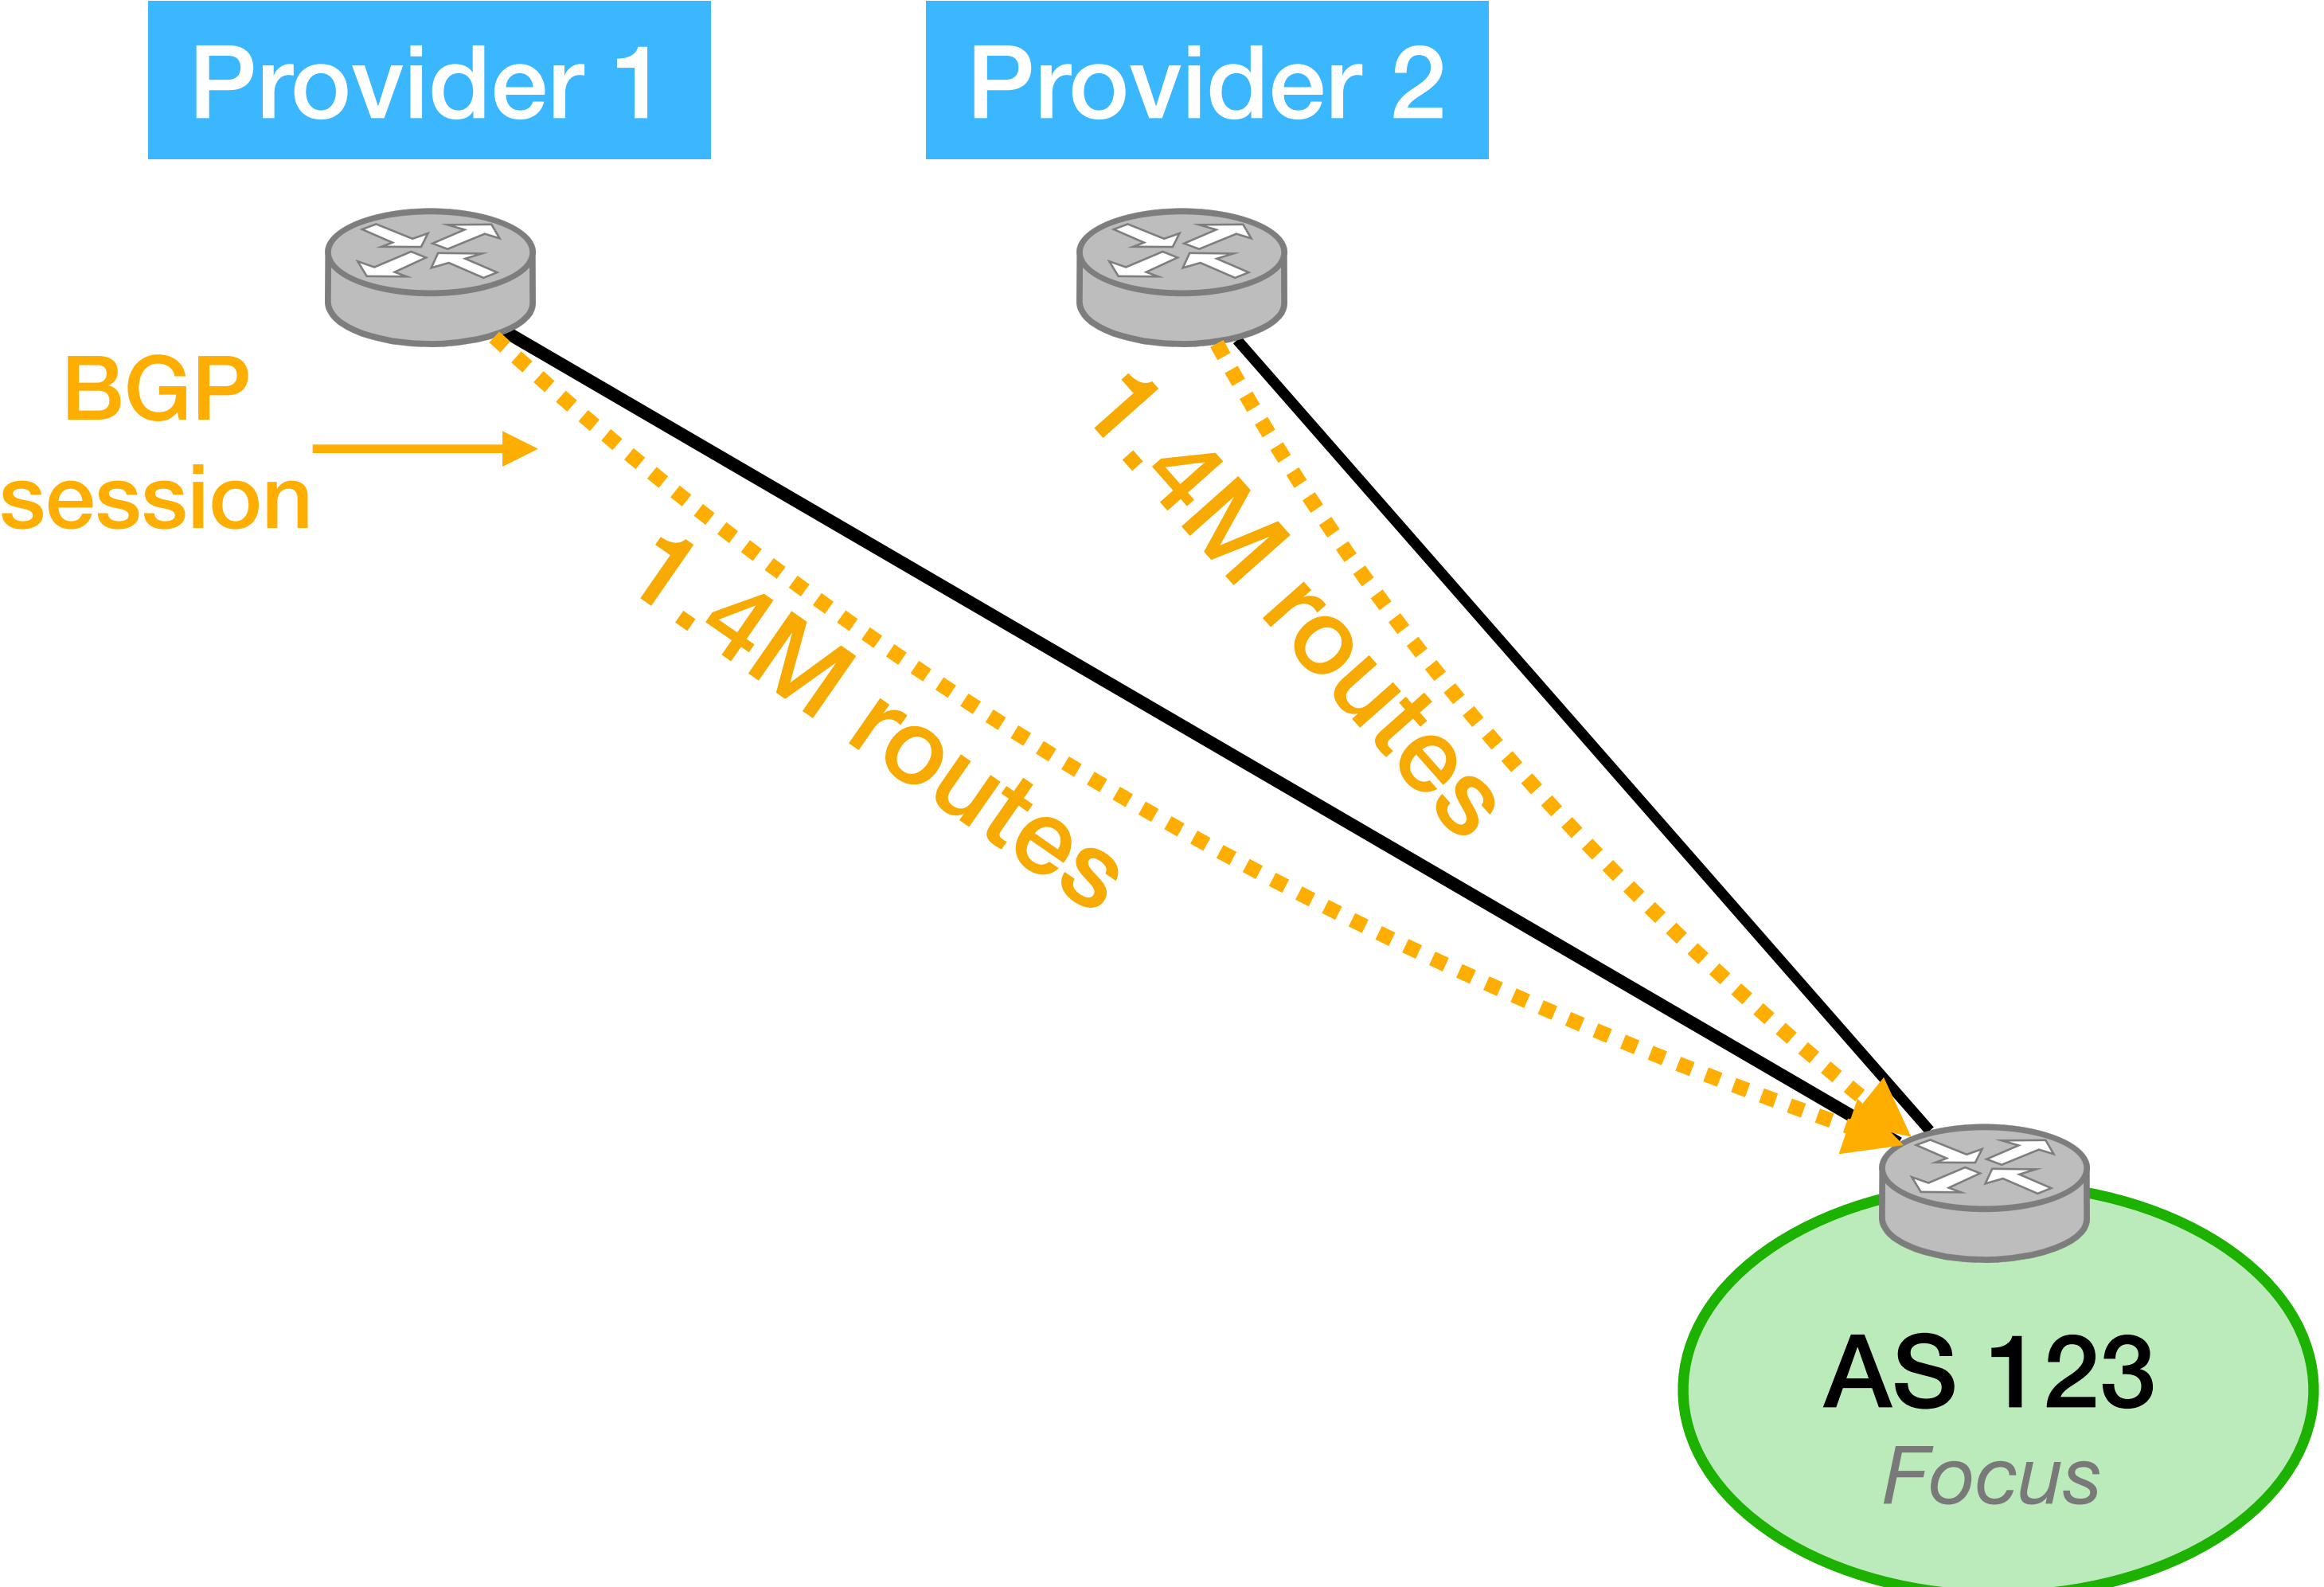 Provider 1
Provider 2
BGP
session
1.4M routes
1.4M routes
AS 123
Focus